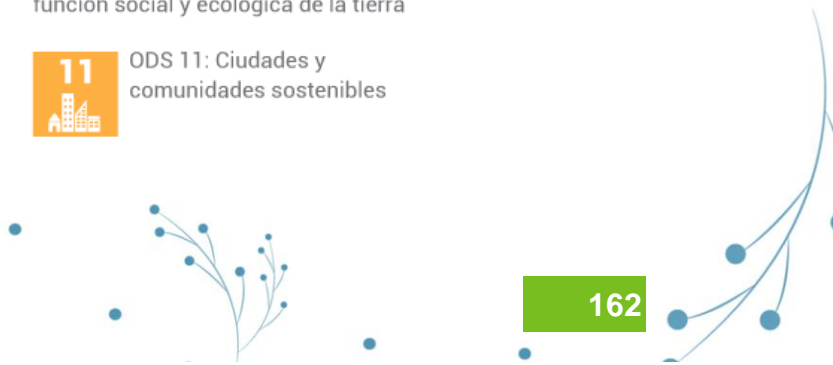 función social y ecológica de la tierra
11
ODS 11: Ciudades y
comunidades sostenibles
162